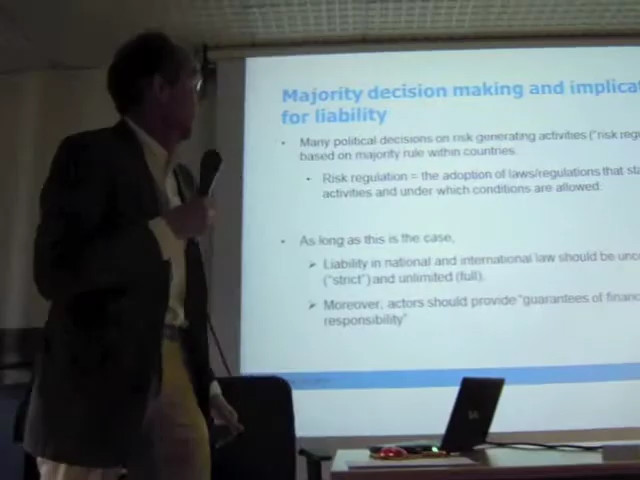 Majority decision making and implicat
for liability
• Many political decisions on risk generating activities ("risk regu
based on majority rule within countries.
• Risk regulation = the adoption of laws/regulations that sta
activities and under which conditions are allowed.
• As long as this is the case,
➢ Liability in national and international law should be unco
("strict") and unlimited (full).
➢ Moreover, actors should provide "guarantees of financ
responsibility"